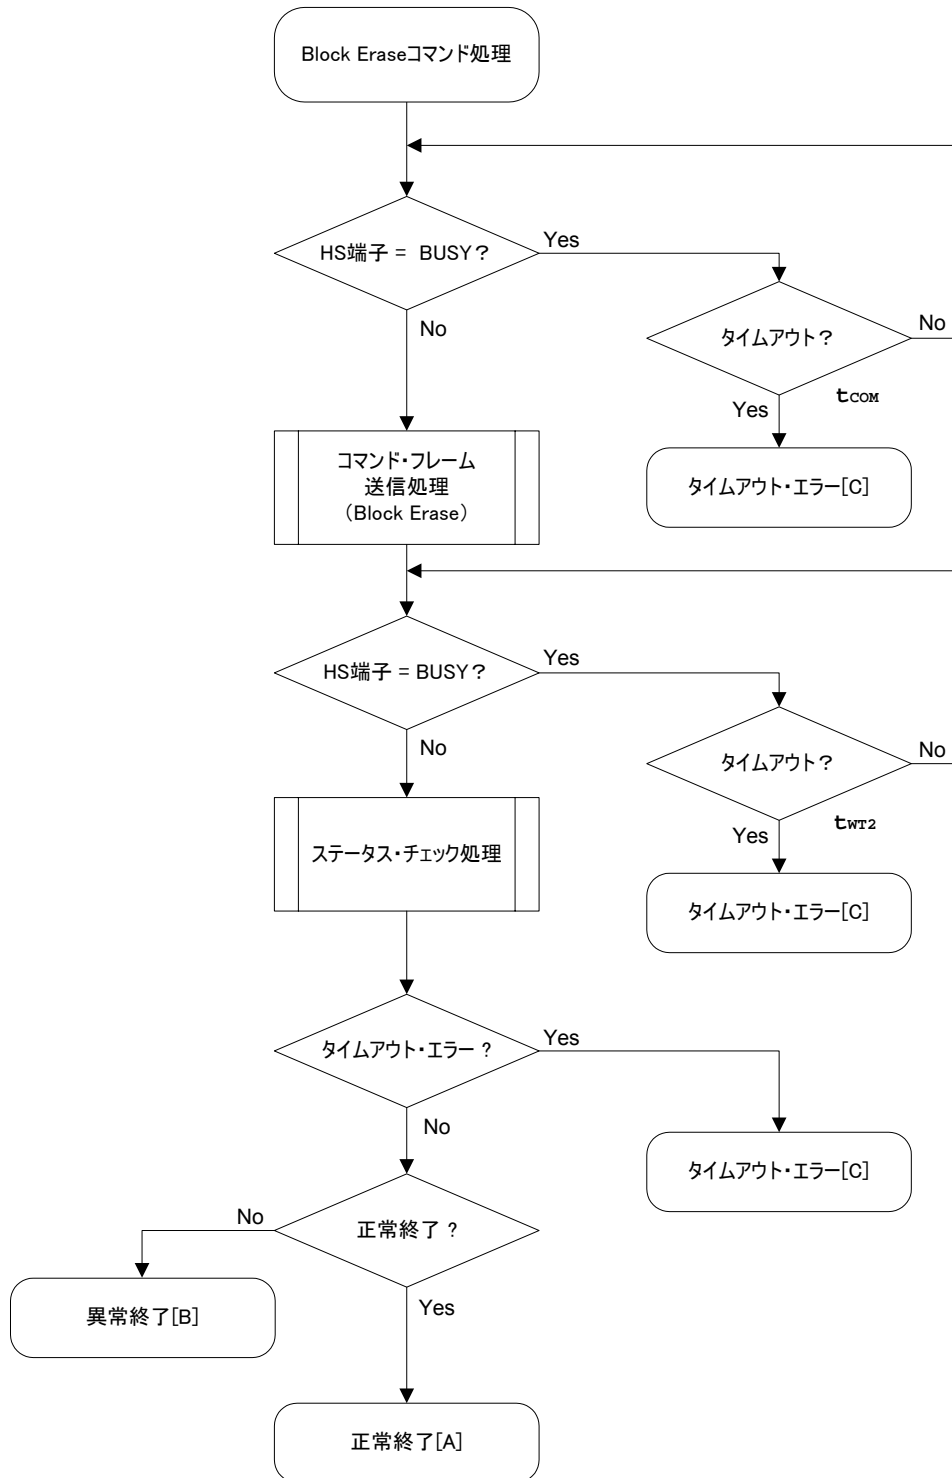 Block Eraseコマンド処理
HS端子 = BUSY？
Yes
No
タイムアウト？
No
tCOM
Yes
コマンド・フレーム
送信処理
（Block Erase）
タイムアウト・エラー[C]
HS端子 = BUSY？
Yes
No
タイムアウト？
No
tWT2
Yes
ステータス・チェック処理
タイムアウト・エラー[C]
タイムアウト・エラー ?
Yes
No
タイムアウト・エラー[C]
正常終了 ?
No
Yes
異常終了[B]
正常終了[A]